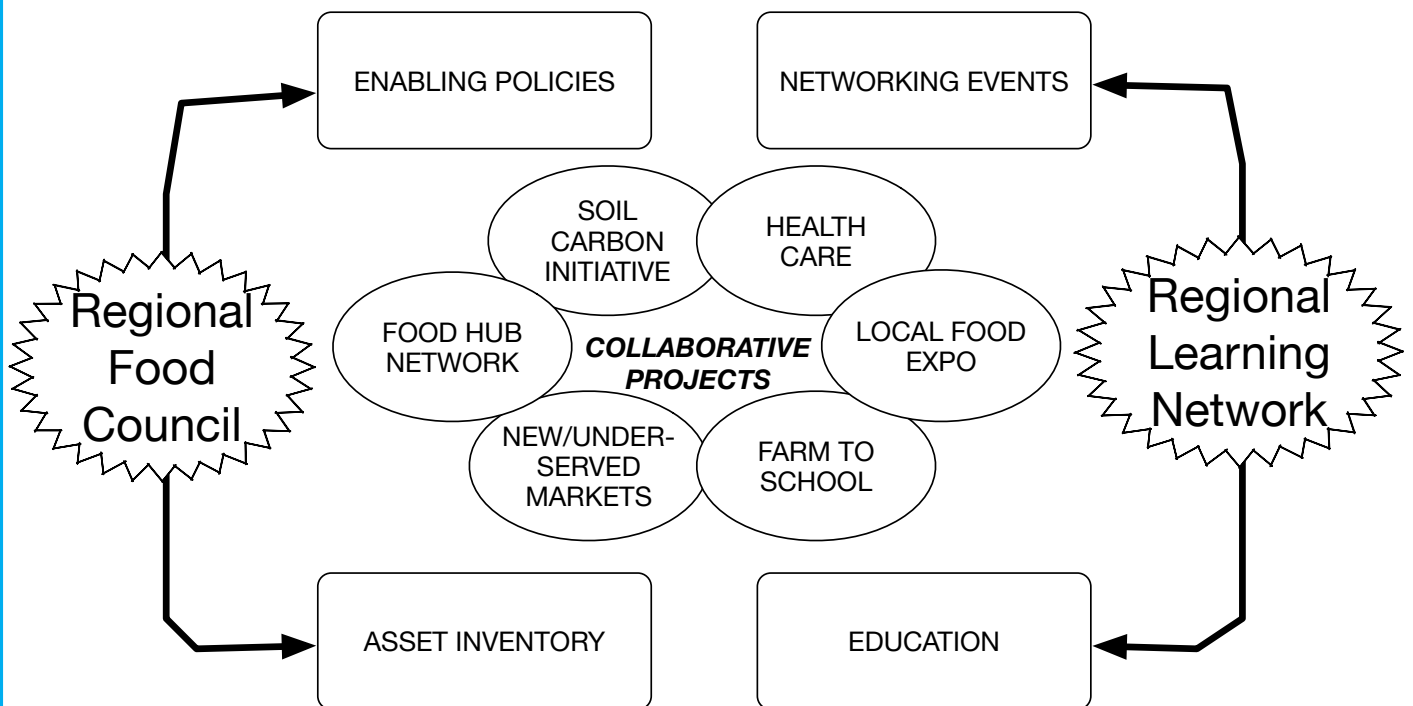 ENABLING POLICIES
NETWORKING EVENTS
SOIL
CARBON
INITIATIVE
HEALTH
CARE
Regional
Food
Council
FOOD HUB
NETWORK
COLLABORATIVE
PROJECTS
LOCAL FOOD
EXPO
Regional
Learning
Network
NEW/UNDER-
SERVED
MARKETS
FARM TO
SCHOOL
ASSET INVENTORY
EDUCATION